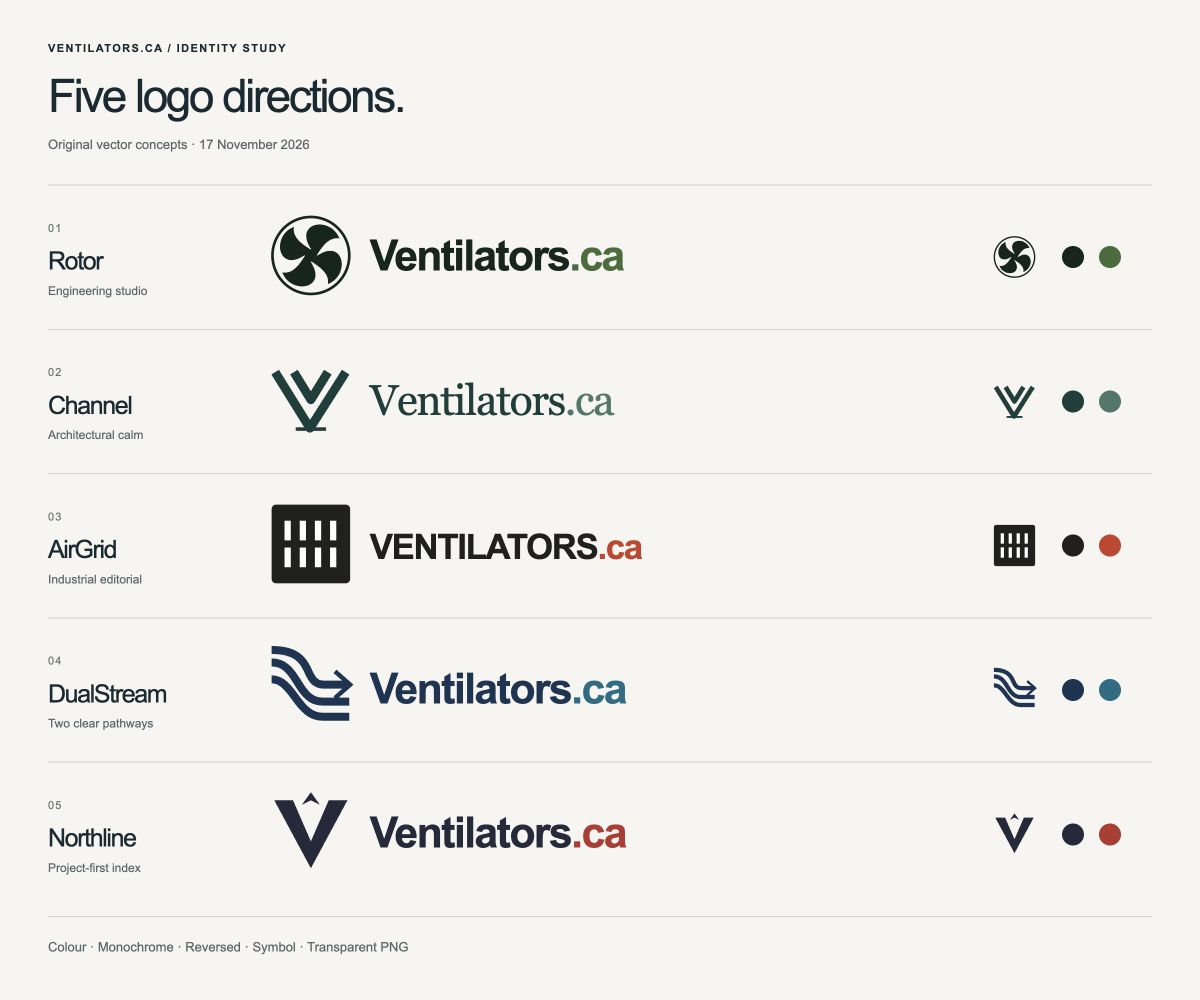 VENTILATORS.CA / IDENTITY STUDY
Five logo directions.
Original vector concepts · 17 November 2026
01
Rotor
Engineering studio
Ventilators.ca
02
Channel
Architectural calm
Ventilators.ca
03
AirGrid
Industrial editorial
VENTILATORS.ca
04
DualStream
Two clear pathways
Ventilators.ca
05
Northline
Project-first index
Ventilators.ca
Colour · Monochrome · Reversed · Symbol · Transparent PNG